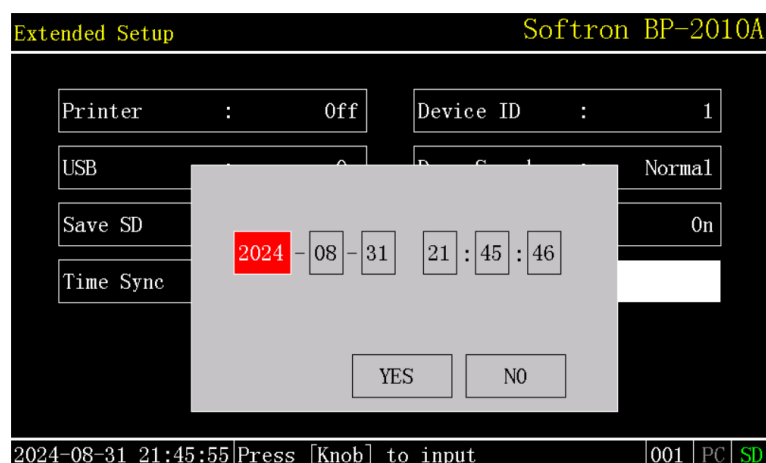 Extended Setup Softron BP-2010A
Printer : Off Device ID : 1
USB Normal
Save SD On
2024-08-31 21:45:46
Time Sync
YES NO
2024-08-31 21:45:55 Press [Knob] to input 001 PC SD